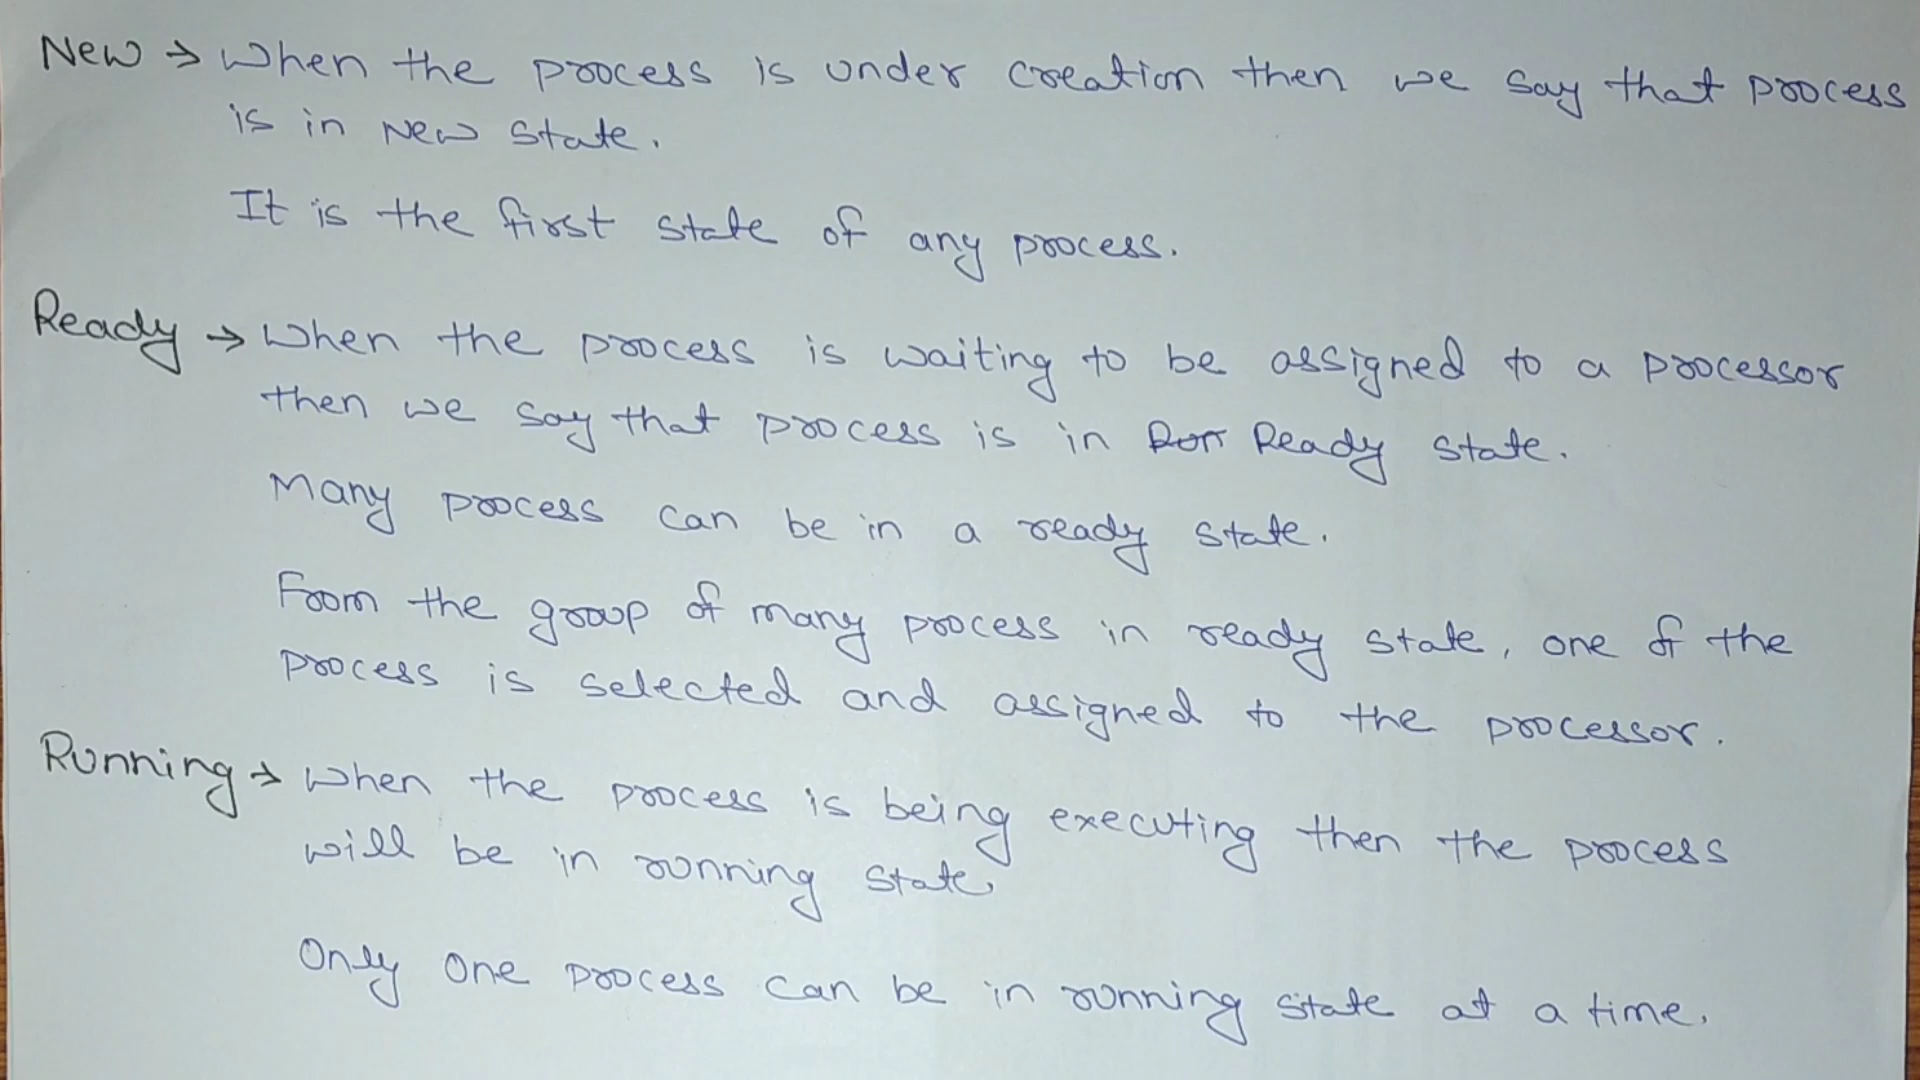 New → When the process is under creation then we say that process
is in New state.
It is the first state of any process.
Ready → When the process is waiting to be assigned to a processor
then we say that process is in Ready state.
Many process can be in a ready state.
From the group of many process in ready state, one of the
process is selected and assigned to the processor.
Running → When the process is being executing then the process
will be in running state.
Only one process can be in running state at a time.